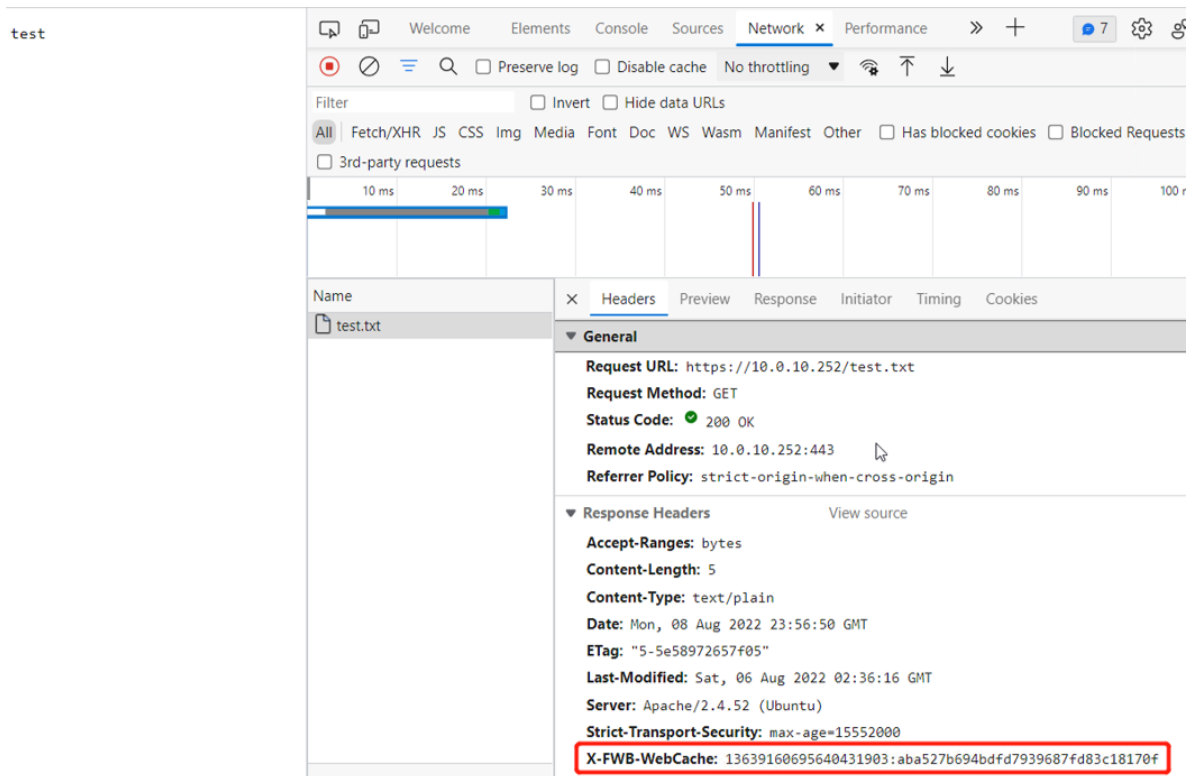 test
Welcome Elements Console Sources Network × Performance » + 7
Preserve log Disable cache No throttling
Filter Invert Hide data URLs
All Fetch/XHR JS CSS Img Media Font Doc WS Wasm Manifest Other Has blocked cookies Blocked Requests
3rd-party requests
10 ms 20 ms 30 ms 40 ms 50 ms 60 ms 70 ms 80 ms 90 ms 100 m
Name × Headers Preview Response Initiator Timing Cookies
test.txt
General
Request URL: https://10.0.10.252/test.txt
Request Method: GET
Status Code: 200 OK
Remote Address: 10.0.10.252:443
Referrer Policy: strict-origin-when-cross-origin
Response Headers View source
Accept-Ranges: bytes
Content-Length: 5
Content-Type: text/plain
Date: Mon, 08 Aug 2022 23:56:50 GMT
ETag: "5-5e58972657f05"
Last-Modified: Sat, 06 Aug 2022 02:36:16 GMT
Server: Apache/2.4.52 (Ubuntu)
Strict-Transport-Security: max-age=15552000
X-FWB-WebCache: 13639160695640431903:aba527b694bdfd7939687fd83c18170f